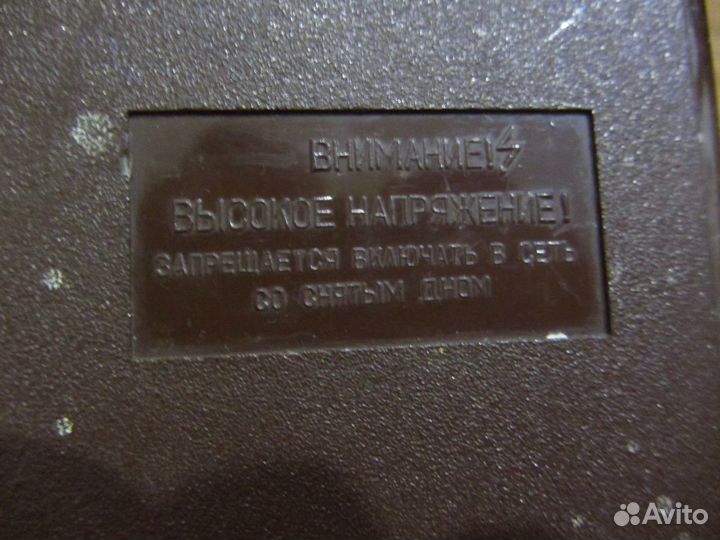 ВНИМАНИЕ!
ВЫСОКОЕ НАПРЯЖЕНИЕ!
ЗАПРЕЩАЕТСЯ ВКЛЮЧАТЬ В СЕТЬ
СО СНЯТЫМ ДНОМ
Avito